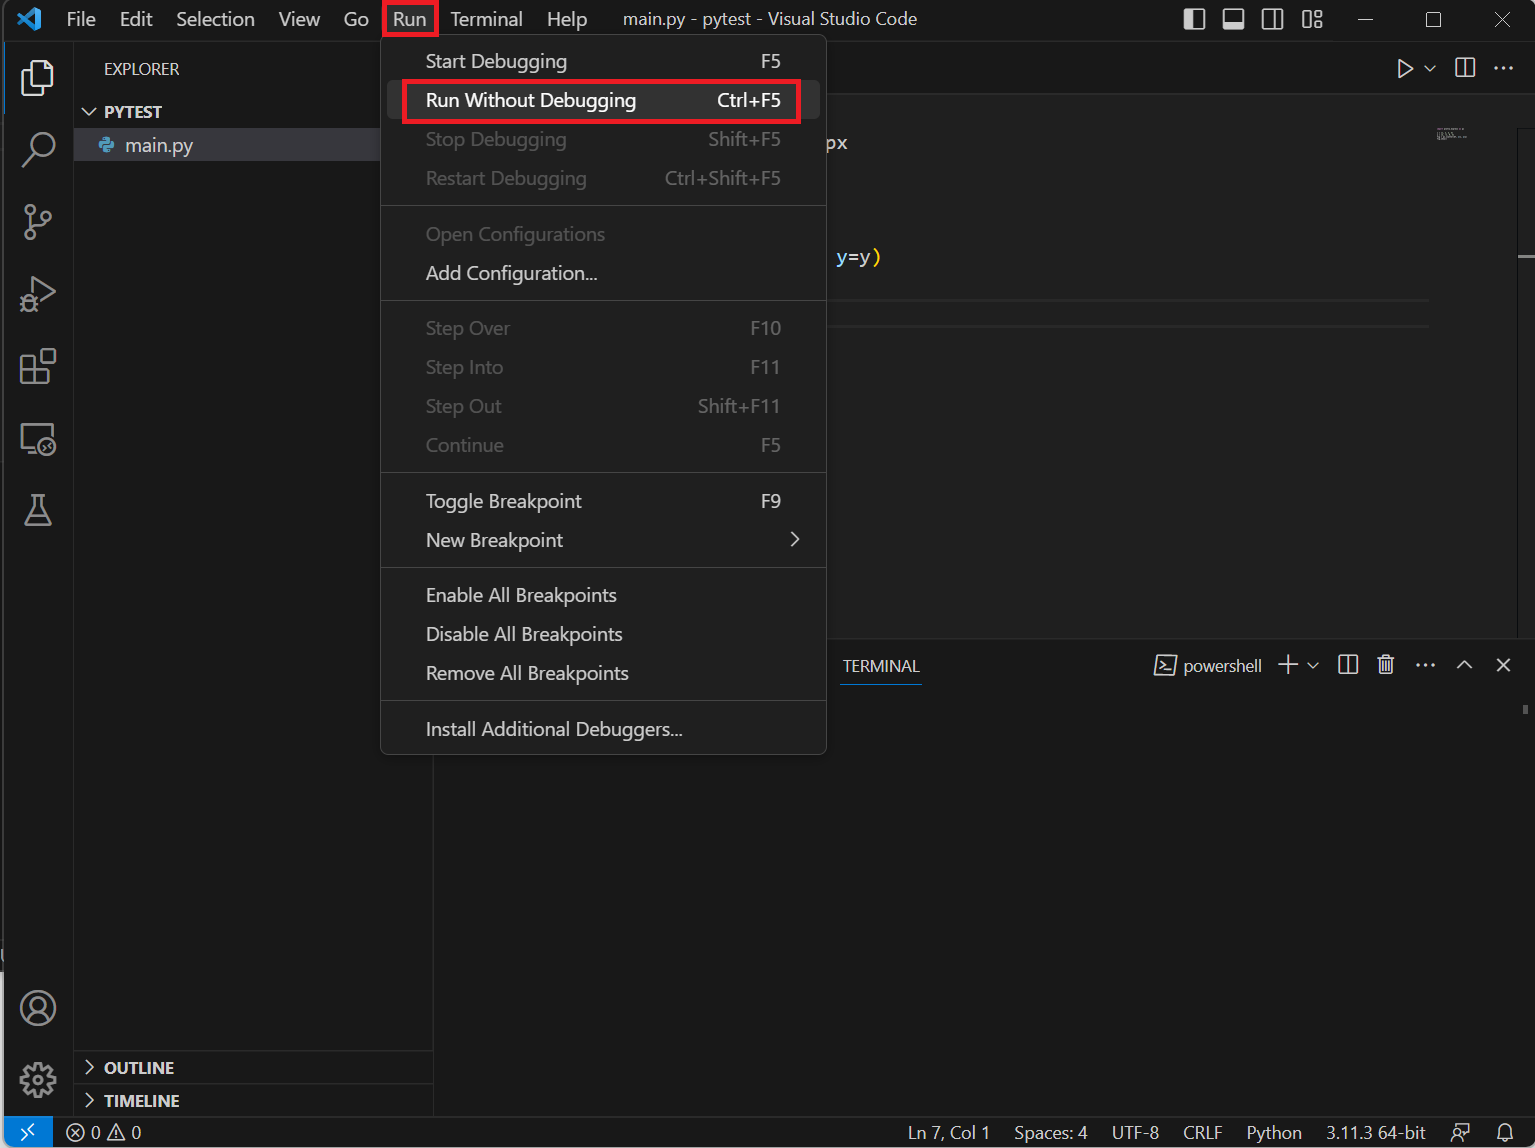 File Edit Selection View Go Run Terminal Help main.py - pytest - Visual Studio Code
EXPLORER
PYTEST
main.py
Start Debugging F5
Run Without Debugging Ctrl+F5
Stop Debugging Shift+F5
Restart Debugging Ctrl+Shift+F5
Open Configurations
Add Configuration...
Step Over F10
Step Into F11
Step Out Shift+F11
Continue F5
Toggle Breakpoint F9
New Breakpoint
Enable All Breakpoints
Disable All Breakpoints
Remove All Breakpoints
Install Additional Debuggers...
px
y=y)
TERMINAL powershell
OUTLINE
TIMELINE
0 0 Ln 7, Col 1 Spaces: 4 UTF-8 CRLF Python 3.11.3 64-bit